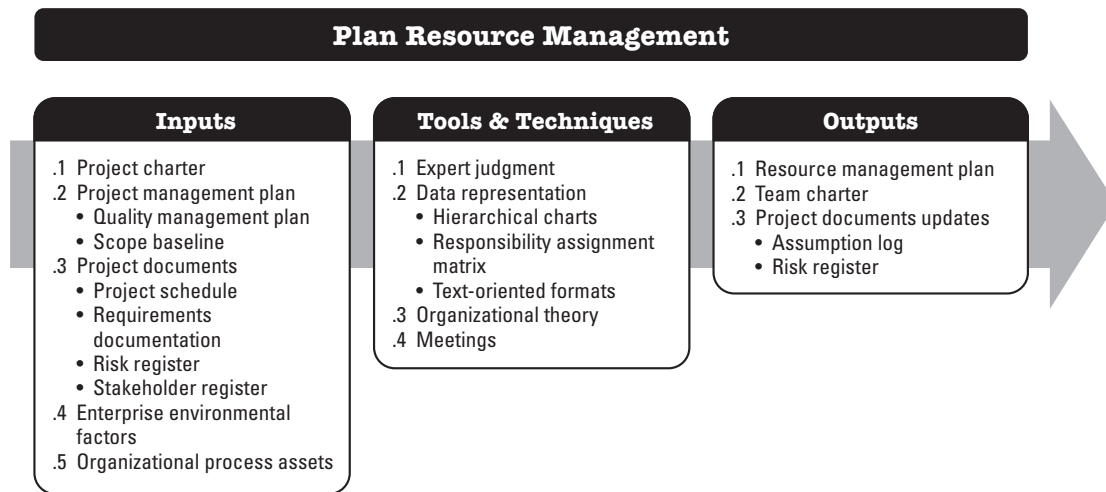 Plan Resource Management
Inputs
.1 Project charter
.2 Project management plan
• Quality management plan
• Scope baseline
.3 Project documents
• Project schedule
• Requirements
documentation
• Risk register
• Stakeholder register
.4 Enterprise environmental
factors
.5 Organizational process assets
Tools & Techniques
.1 Expert judgment
.2 Data representation
• Hierarchical charts
• Responsibility assignment
matrix
• Text-oriented formats
.3 Organizational theory
.4 Meetings
Outputs
.1 Resource management plan
.2 Team charter
.3 Project documents updates
• Assumption log
• Risk register